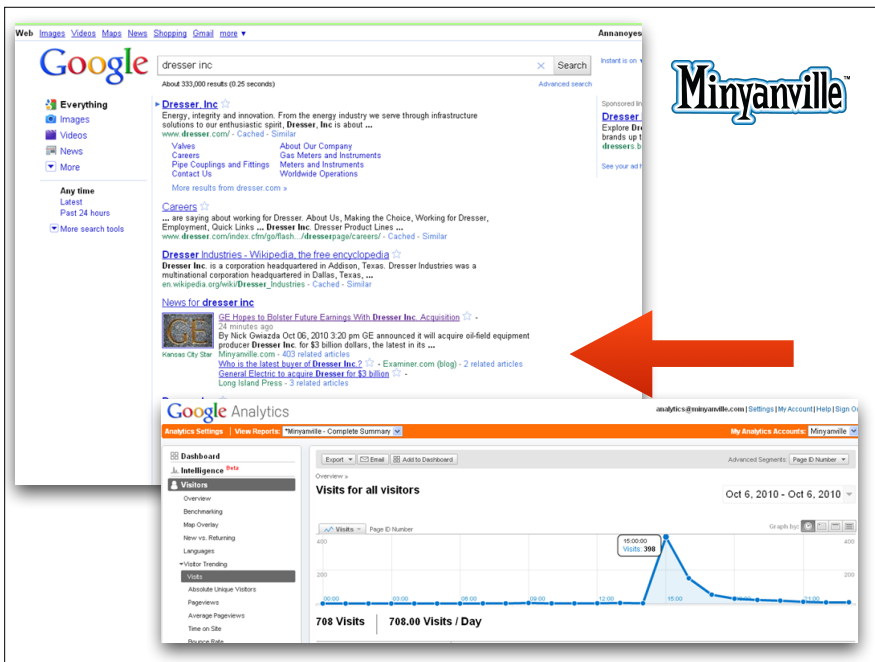 Web Images Videos Maps News Shopping Gmail more ▼ Annanoyes
Google
dresser inc × Search
Instant is on
About 333,000 results (0.25 seconds) Advanced search
Everything
Images
Videos
News
More
Any time
Latest
Past 24 hours
More search tools
Dresser, Inc
Energy, integrity and innovation. From the energy industry we serve through infrastructure
solutions to our enthusiastic spirit, Dresser, Inc is about ...
www.dresser.com/ - Cached - Similar
Valves About Our Company
Careers Gas Meters and Instruments
Pipe Couplings and Fittings Meters and Instruments
Contact Us Worldwide Operations
More results from dresser.com »
Careers
... are saying about working for Dresser. About Us, Making the Choice, Working for Dresser,
Employment, Quick Links ... Dresser Inc. Dresser Product Lines ...
www.dresser.com/index.cfm/go/flash.../dresserpage/careers/ - Cached - Similar
Dresser Industries - Wikipedia, the free encyclopedia
Dresser Inc. is a corporation headquartered in Addison, Texas. Dresser Industries was a
multinational corporation headquartered in Dallas, Texas, ...
en.wikipedia.org/wiki/Dresser_Industries - Cached - Similar
News for dresser inc
GE Hopes to Bolster Future Earnings With Dresser Inc. Acquisition -
24 minutes ago
By Nick Gwiazda Oct 06, 2010 3:20 pm GE announced it will acquire oil-field equipment
producer Dresser Inc. for $3 billion dollars, the latest in its ...
Kansas City Star Minyanville.com - 403 related articles
Who is the latest buyer of Dresser Inc.? - Examiner.com (blog) - 2 related articles
General Electric to acquire Dresser for $3 billion -
Long Island Press - 3 related articles
Sponsored
Dresser
Explore
brands up
See your ad
Minyanville™
Google Analytics
analytics@minyanville.com | Settings | My Account | Help | Sign
Analytics Settings | View Reports: *Minyanville - Complete Summary My Analytics Accounts: Minyanville
Dashboard
Intelligence Beta
Visitors
Overview
Benchmarking
Map Overlay
New vs. Returning
Languages
Visitor Trending
Visits
Absolute Unique Visitors
Pageviews
Average Pageviews
Time on Site
Bounce Rate
Export Email Add to Dashboard Advanced Segments: Page ID Number
Overview »
Visits for all visitors Oct 6, 2010 - Oct 6, 2010
Visits Page ID Number Graph by:
400 400
15:00:00
Visits: 398
200 200
00:00 03:00 06:00 09:00 12:00 15:00 21:00
708 Visits 708.00 Visits / Day